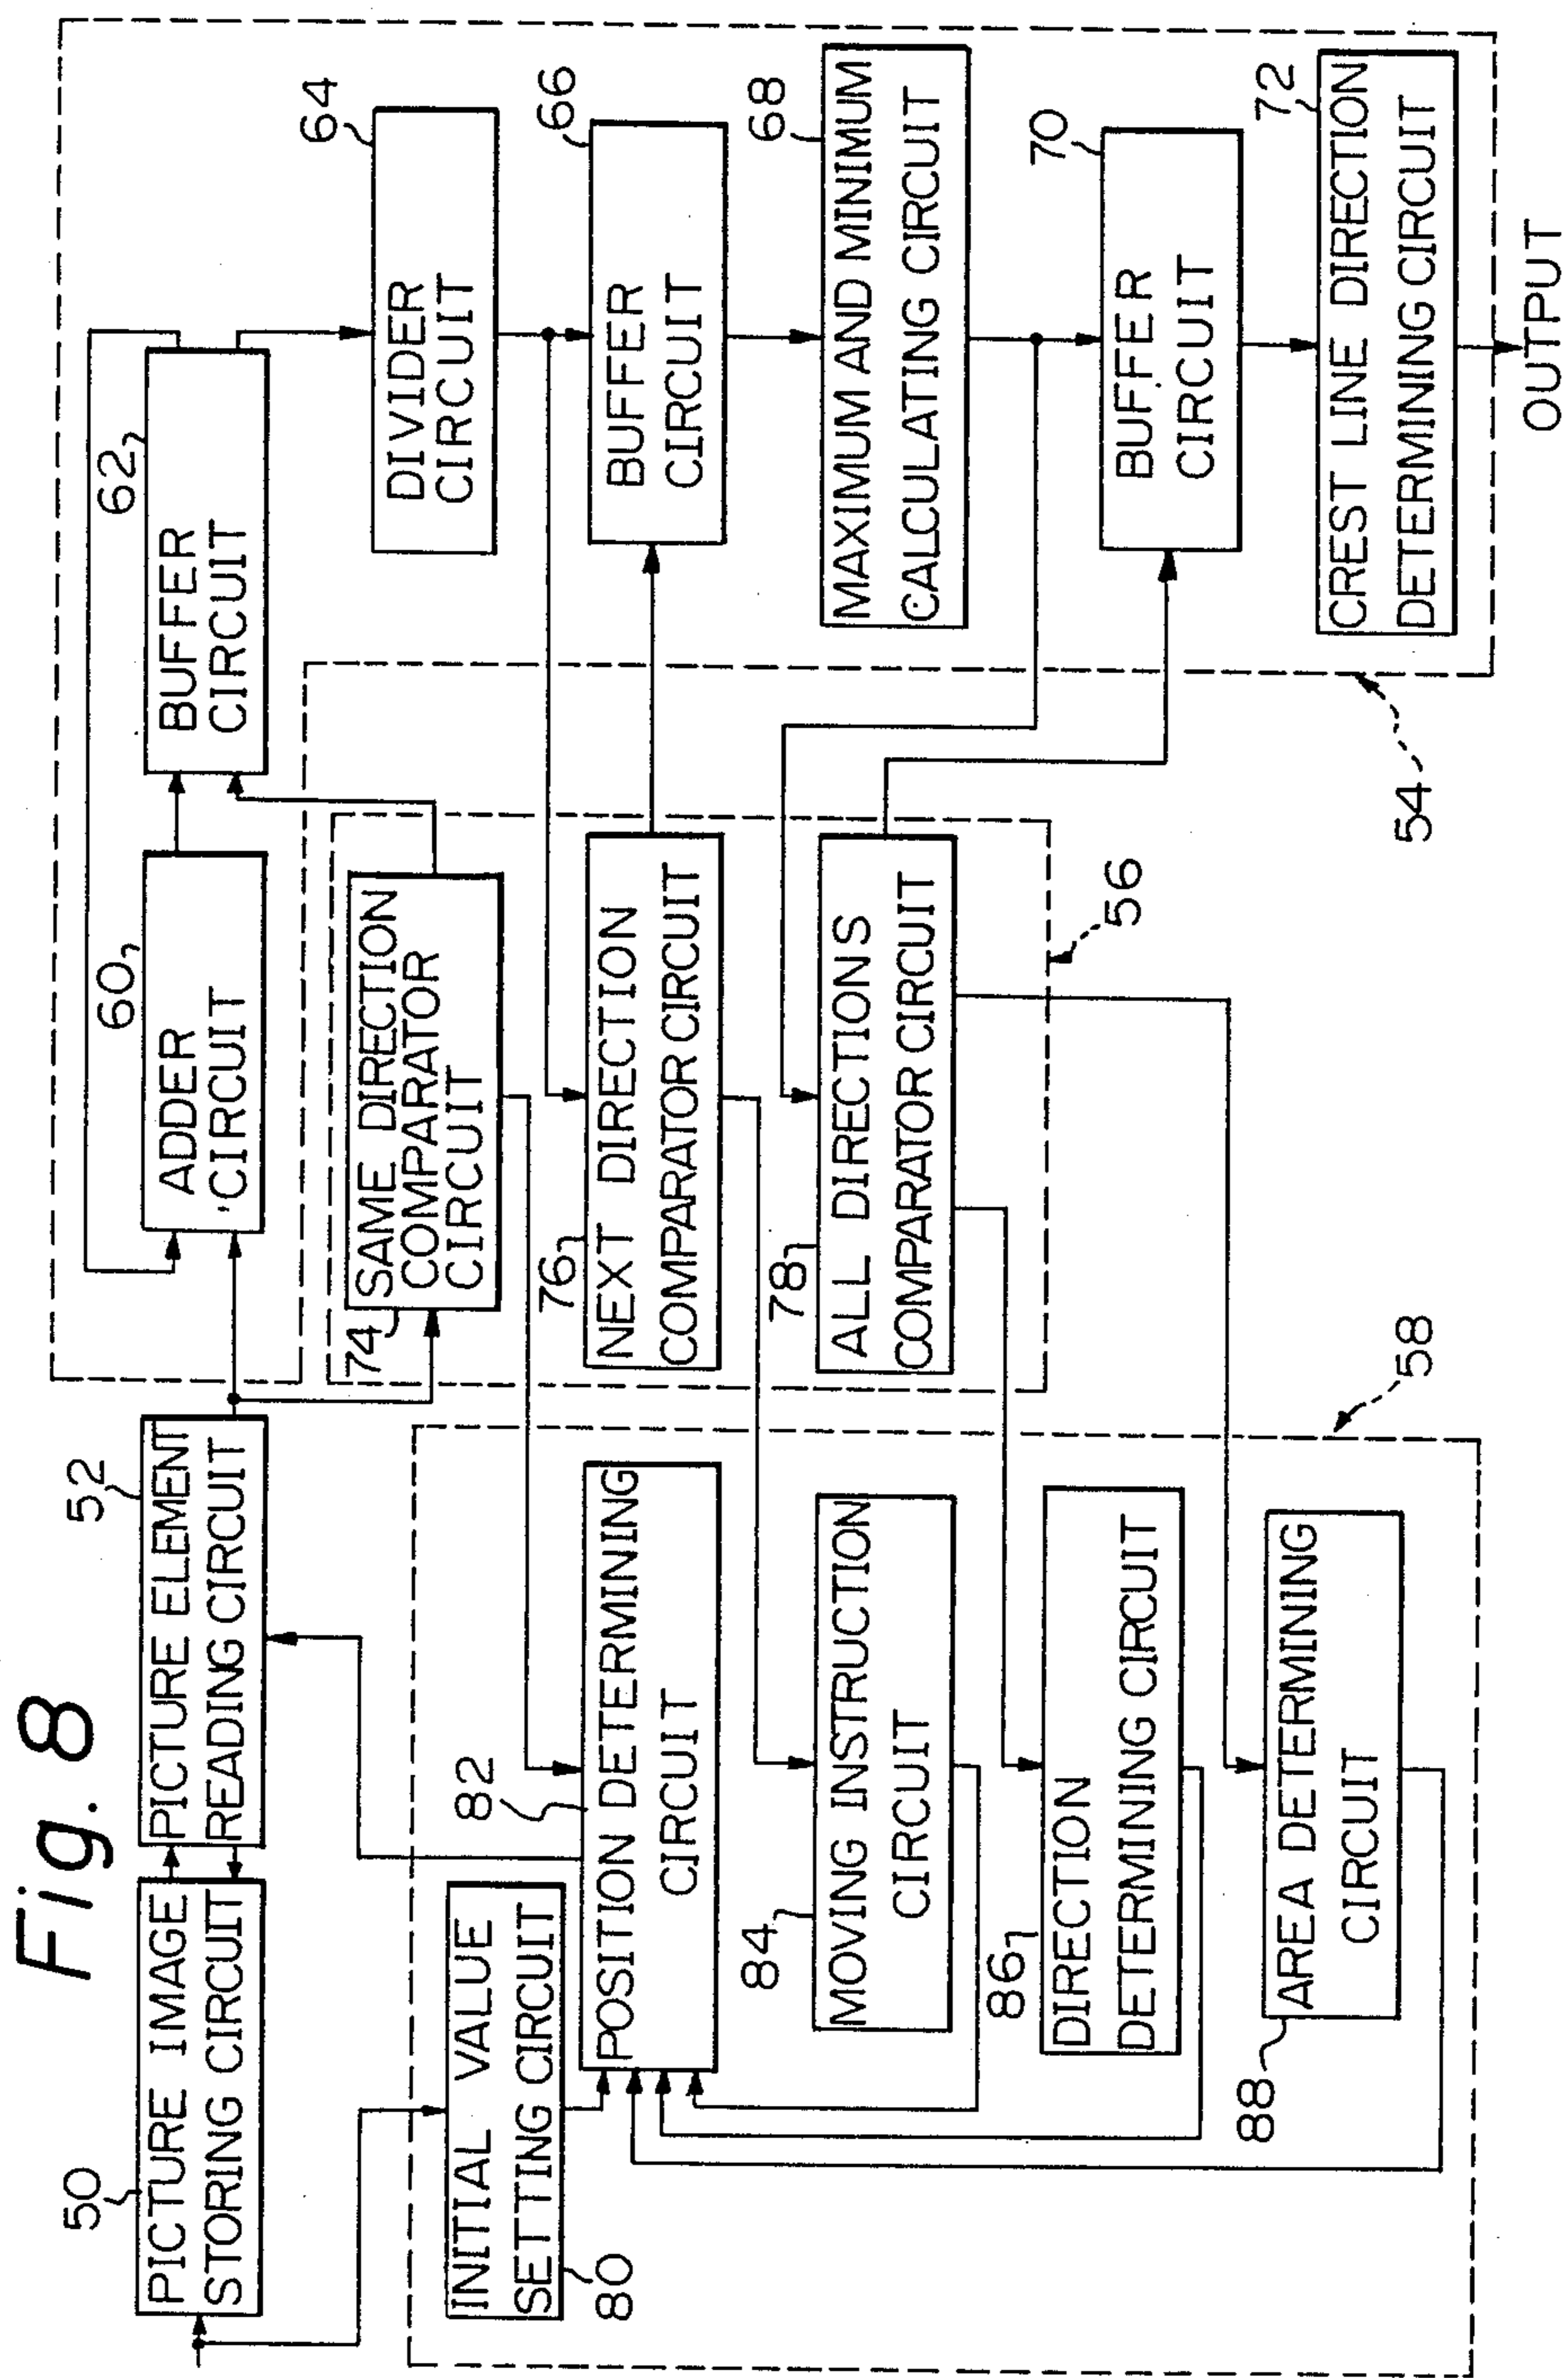 Fig. 8
50
PICTURE IMAGE
STORING CIRCUIT
52
PICTURE ELEMENT
READING CIRCUIT
60
ADDER
CIRCUIT
62
BUFFER
CIRCUIT
64
DIVIDER
CIRCUIT
66
BUFFER
CIRCUIT
68
MAXIMUM AND MINIMUM
CALCULATING CIRCUIT
70
BUFFER
CIRCUIT
72
CREST LINE DIRECTION
DETERMINING CIRCUIT
OUTPUT
54
74
SAME DIRECTION
COMPARATOR
CIRCUIT
76
NEXT DIRECTION
COMPARATOR CIRCUIT
78
ALL DIRECTIONS
COMPARATOR CIRCUIT
56
80
INITIAL VALUE
SETTING CIRCUIT
82
POSITION DETERMINING
CIRCUIT
84
MOVING INSTRUCTION
CIRCUIT
86
DIRECTION
DETERMINING CIRCUIT
88
AREA DETERMINING
CIRCUIT
58